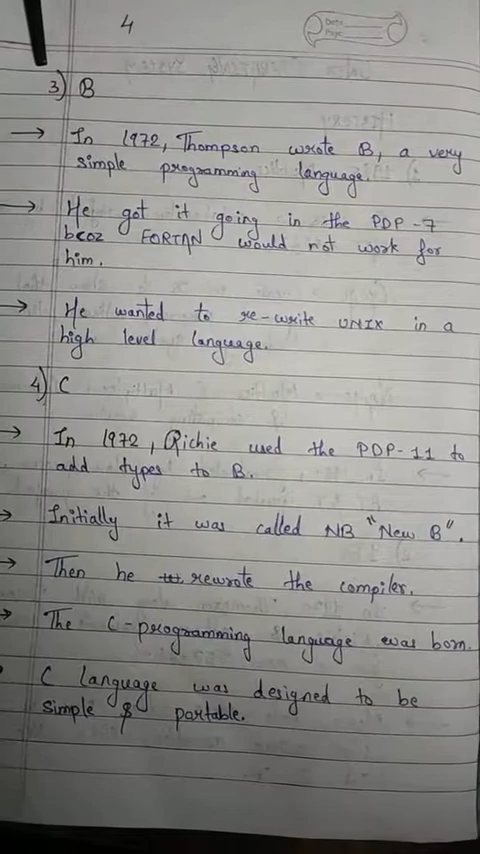 4
Date
Page
3) B
→ In 1972, Thompson wrote B, a very
simple programming language.
→ He got it going in the PDP-7
bcoz FORTAN would not work for
him.
→ He wanted to re-write UNIX in a
high level language.
4) C
→ In 1972, Richie used the PDP-11 to
add types to B.
→ Initially it was called NB "New B".
→ Then he rewrote the compiler.
→ The C-programming language was born.
C language was designed to be
simple & portable.